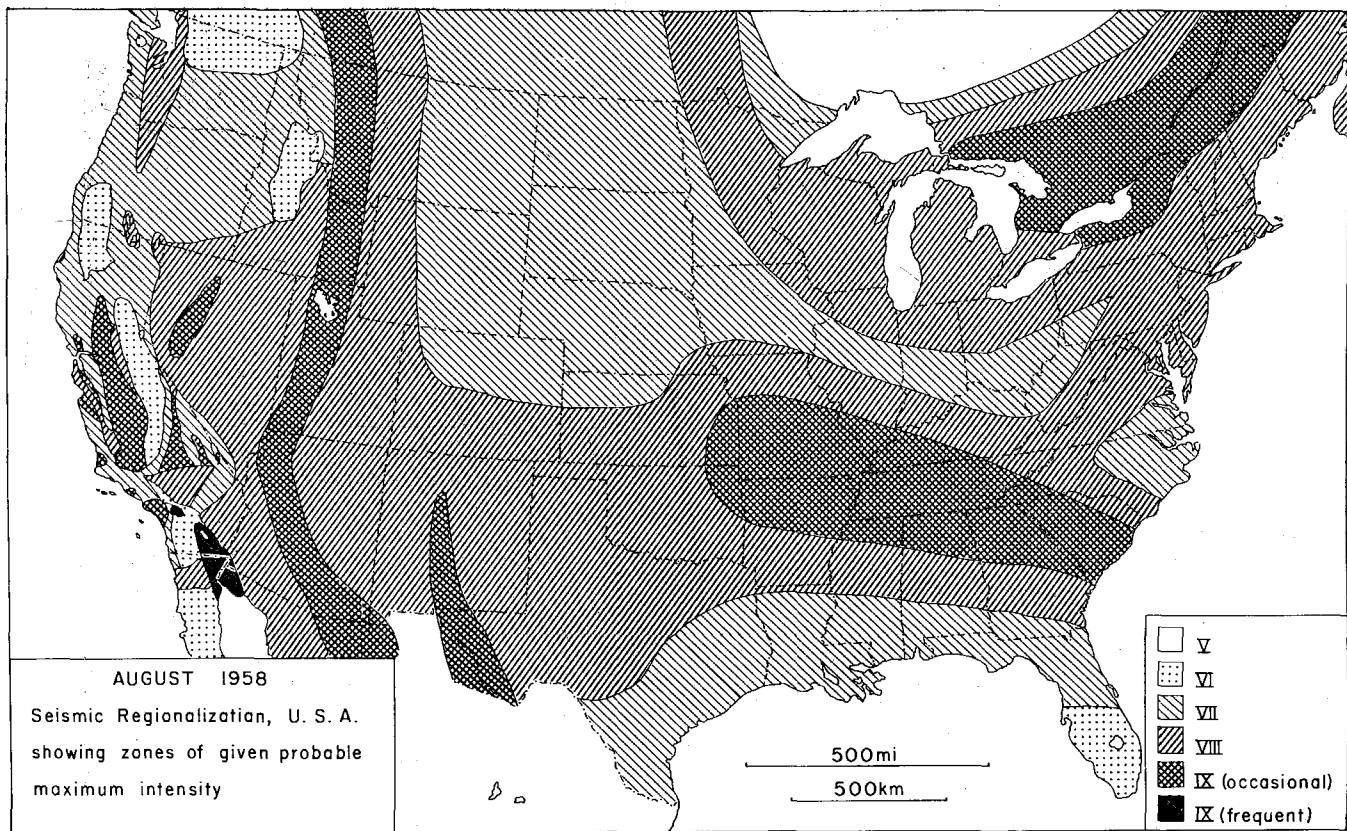 AUGUST 1958
Seismic Regionalization, U. S. A.
showing zones of given probable
maximum intensity
500mi
500km
V
VI
VII
VIII
IX (occasional)
IX (frequent)